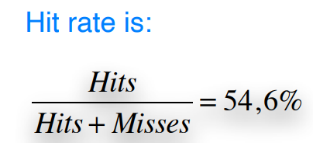 Hit rate is:
Hits
Hits + Misses
= 54,6%